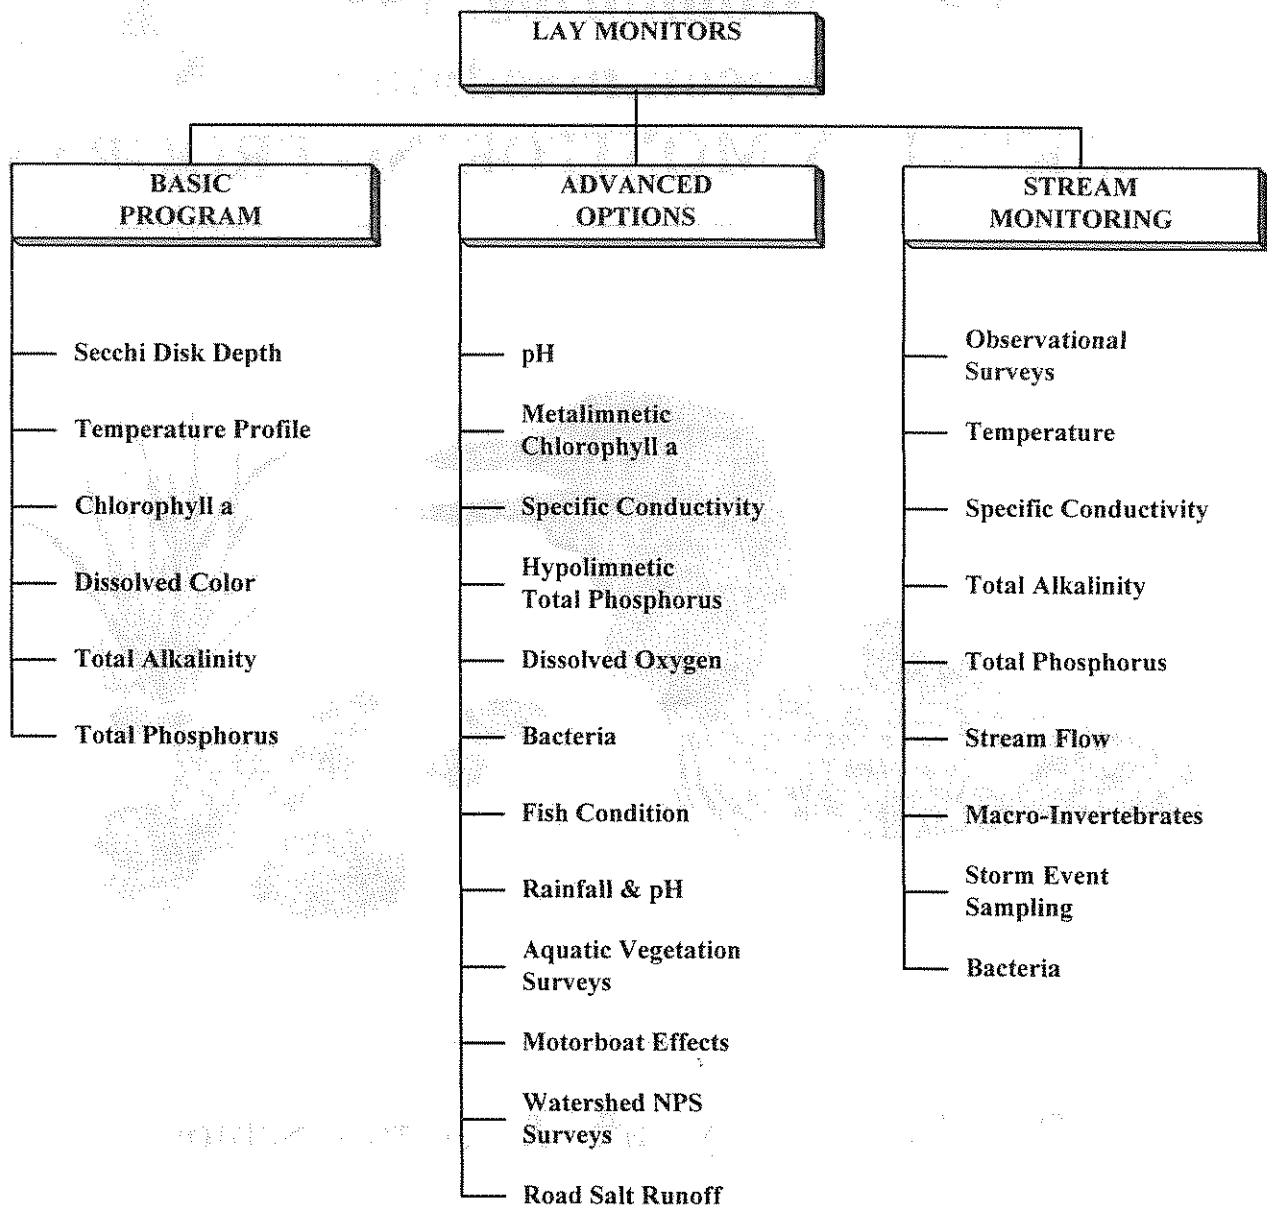 LAY MONITORS
BASIC
PROGRAM
Secchi Disk Depth
Temperature Profile
Chlorophyll a
Dissolved Color
Total Alkalinity
Total Phosphorus
ADVANCED
OPTIONS
pH
Metalimnetic
Chlorophyll a
Specific Conductivity
Hypolimnetic
Total Phosphorus
Dissolved Oxygen
Bacteria
Fish Condition
Rainfall & pH
Aquatic Vegetation
Surveys
Motorboat Effects
Watershed NPS
Surveys
Road Salt Runoff
STREAM
MONITORING
Observational
Surveys
Temperature
Specific Conductivity
Total Alkalinity
Total Phosphorus
Stream Flow
Macro-Invertebrates
Storm Event
Sampling
Bacteria